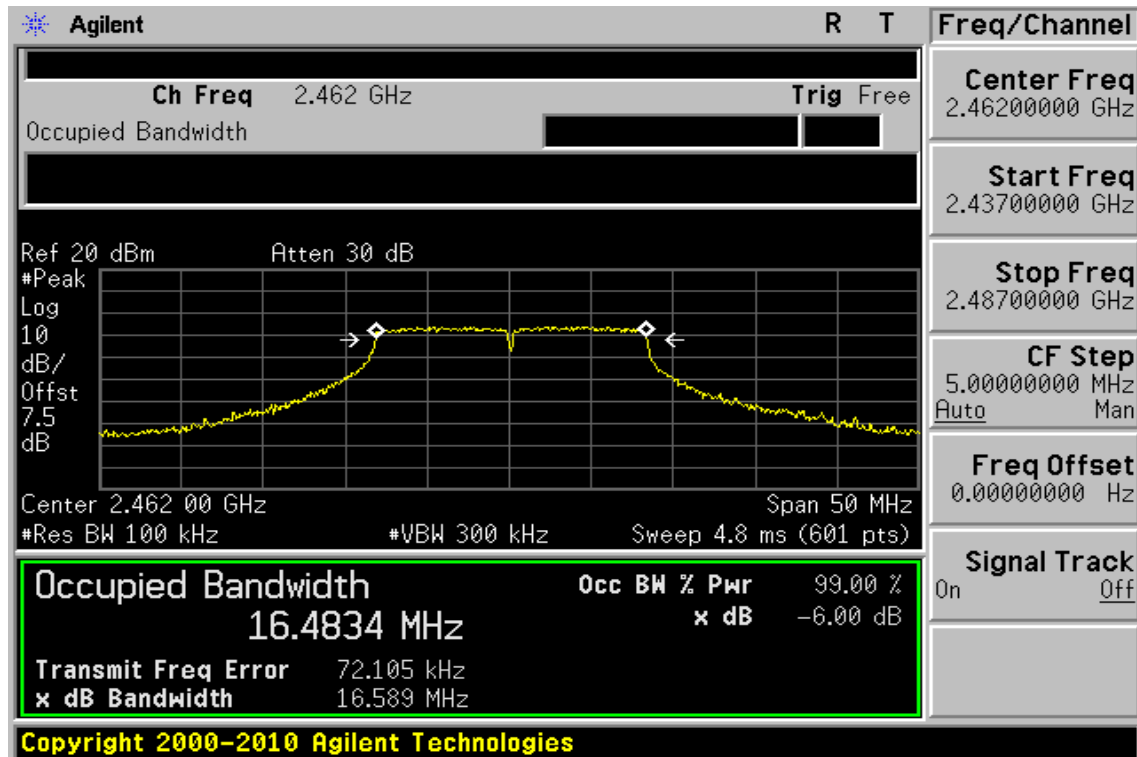 Agilent R T
Ch Freq 2.462 GHz Trig Free
Occupied Bandwidth
Ref 20 dBm Atten 30 dB
#Peak
Log
10
dB/
Offst
7.5
dB
Center 2.462 00 GHz Span 50 MHz
#Res BW 100 kHz #VBW 300 kHz Sweep 4.8 ms (601 pts)
Occupied Bandwidth
16.4834 MHz
Occ BW % Pwr 99.00 %
x dB -6.00 dB
Transmit Freq Error 72.105 kHz
x dB Bandwidth 16.589 MHz
Copyright 2000-2010 Agilent Technologies
Freq/Channel
Center Freq
2.46200000 GHz
Start Freq
2.43700000 GHz
Stop Freq
2.48700000 GHz
CF Step
5.00000000 MHz
Auto Man
Freq Offset
0.00000000 Hz
Signal Track
On Off